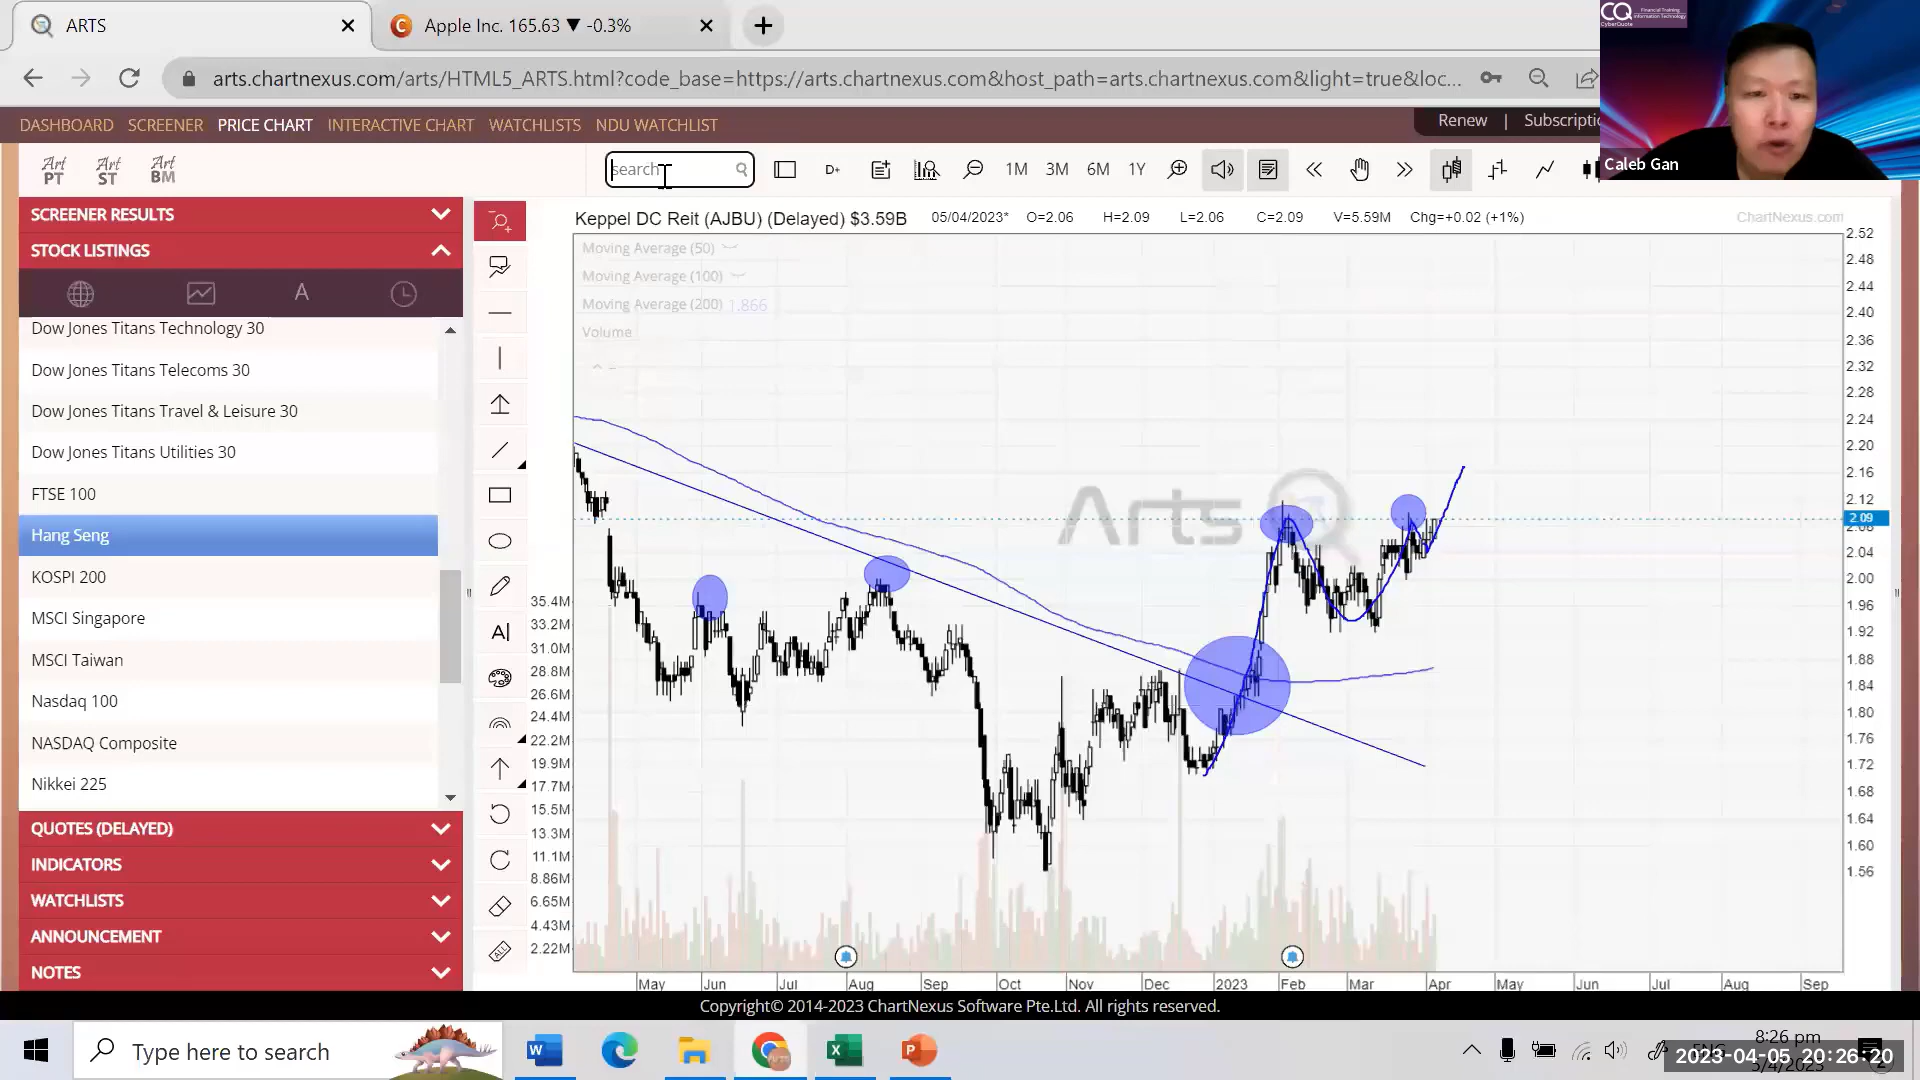 ARTS
Apple Inc. 165.63 ▼ -0.3%
arts.chartnexus.com/arts/HTML5_ARTS.html?code_base=https://arts.chartnexus.com&host_path=arts.chartnexus.com&light=true&loc...
CQ
CyberQuote
Financial Training
Information Technology
Caleb Gan
DASHBOARD SCREENER PRICE CHART INTERACTIVE CHART WATCHLISTS NDU WATCHLIST
Renew | Subscriptio
Art PT
Art ST
Art BM
search
D+
1M 3M 6M 1Y
SCREENER RESULTS
STOCK LISTINGS
A
Dow Jones Titans Technology 30
Dow Jones Titans Telecoms 30
Dow Jones Titans Travel & Leisure 30
Dow Jones Titans Utilities 30
FTSE 100
Hang Seng
KOSPI 200
MSCI Singapore
MSCI Taiwan
Nasdaq 100
NASDAQ Composite
Nikkei 225
QUOTES (DELAYED)
INDICATORS
WATCHLISTS
ANNOUNCEMENT
NOTES
A|
ALL
Keppel DC Reit (AJBU) (Delayed) $3.59B 05/04/2023* O=2.06 H=2.09 L=2.06 C=2.09 V=5.59M Chg=+0.02 (+1%)
ChartNexus.com
Moving Average (50)
Moving Average (100)
Moving Average (200) 1.866
Volume
Arts
2.52
2.48
2.44
2.40
2.36
2.32
2.28
2.24
2.20
2.16
2.12
2.09
2.08
2.04
2.00
1.96
1.92
1.88
1.84
1.80
1.76
1.72
1.68
1.64
1.60
1.56
35.4M
33.2M
31.0M
28.8M
26.6M
24.4M
22.2M
19.9M
17.7M
15.5M
13.3M
11.1M
8.86M
6.65M
4.43M
2.22M
May Jun Jul Aug Sep Oct Nov Dec 2023 Feb Mar Apr May Jun Jul Aug Sep
Copyright© 2014-2023 ChartNexus Software Pte.Ltd. All rights reserved.
Type here to search
8:26 pm
2023-04-05 20:26:20